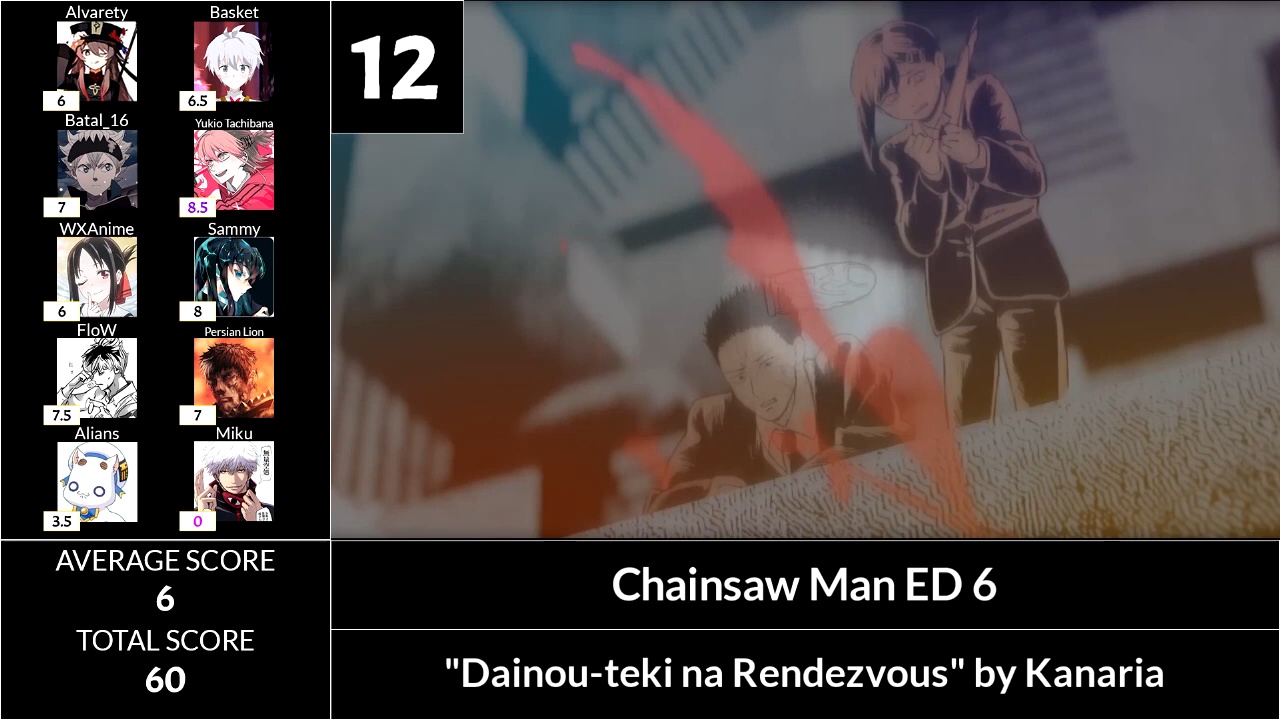 Alvarety
6
Basket
6.5
12
Batal_16
7
Yukio Tachibana
8.5
WXAnime
6
Sammy
8
FloW
7.5
Persian Lion
7
Alians
3.5
Miku
0
AVERAGE SCORE
6
TOTAL SCORE
60
Chainsaw Man ED 6
"Dainou-teki na Rendezvous" by Kanaria